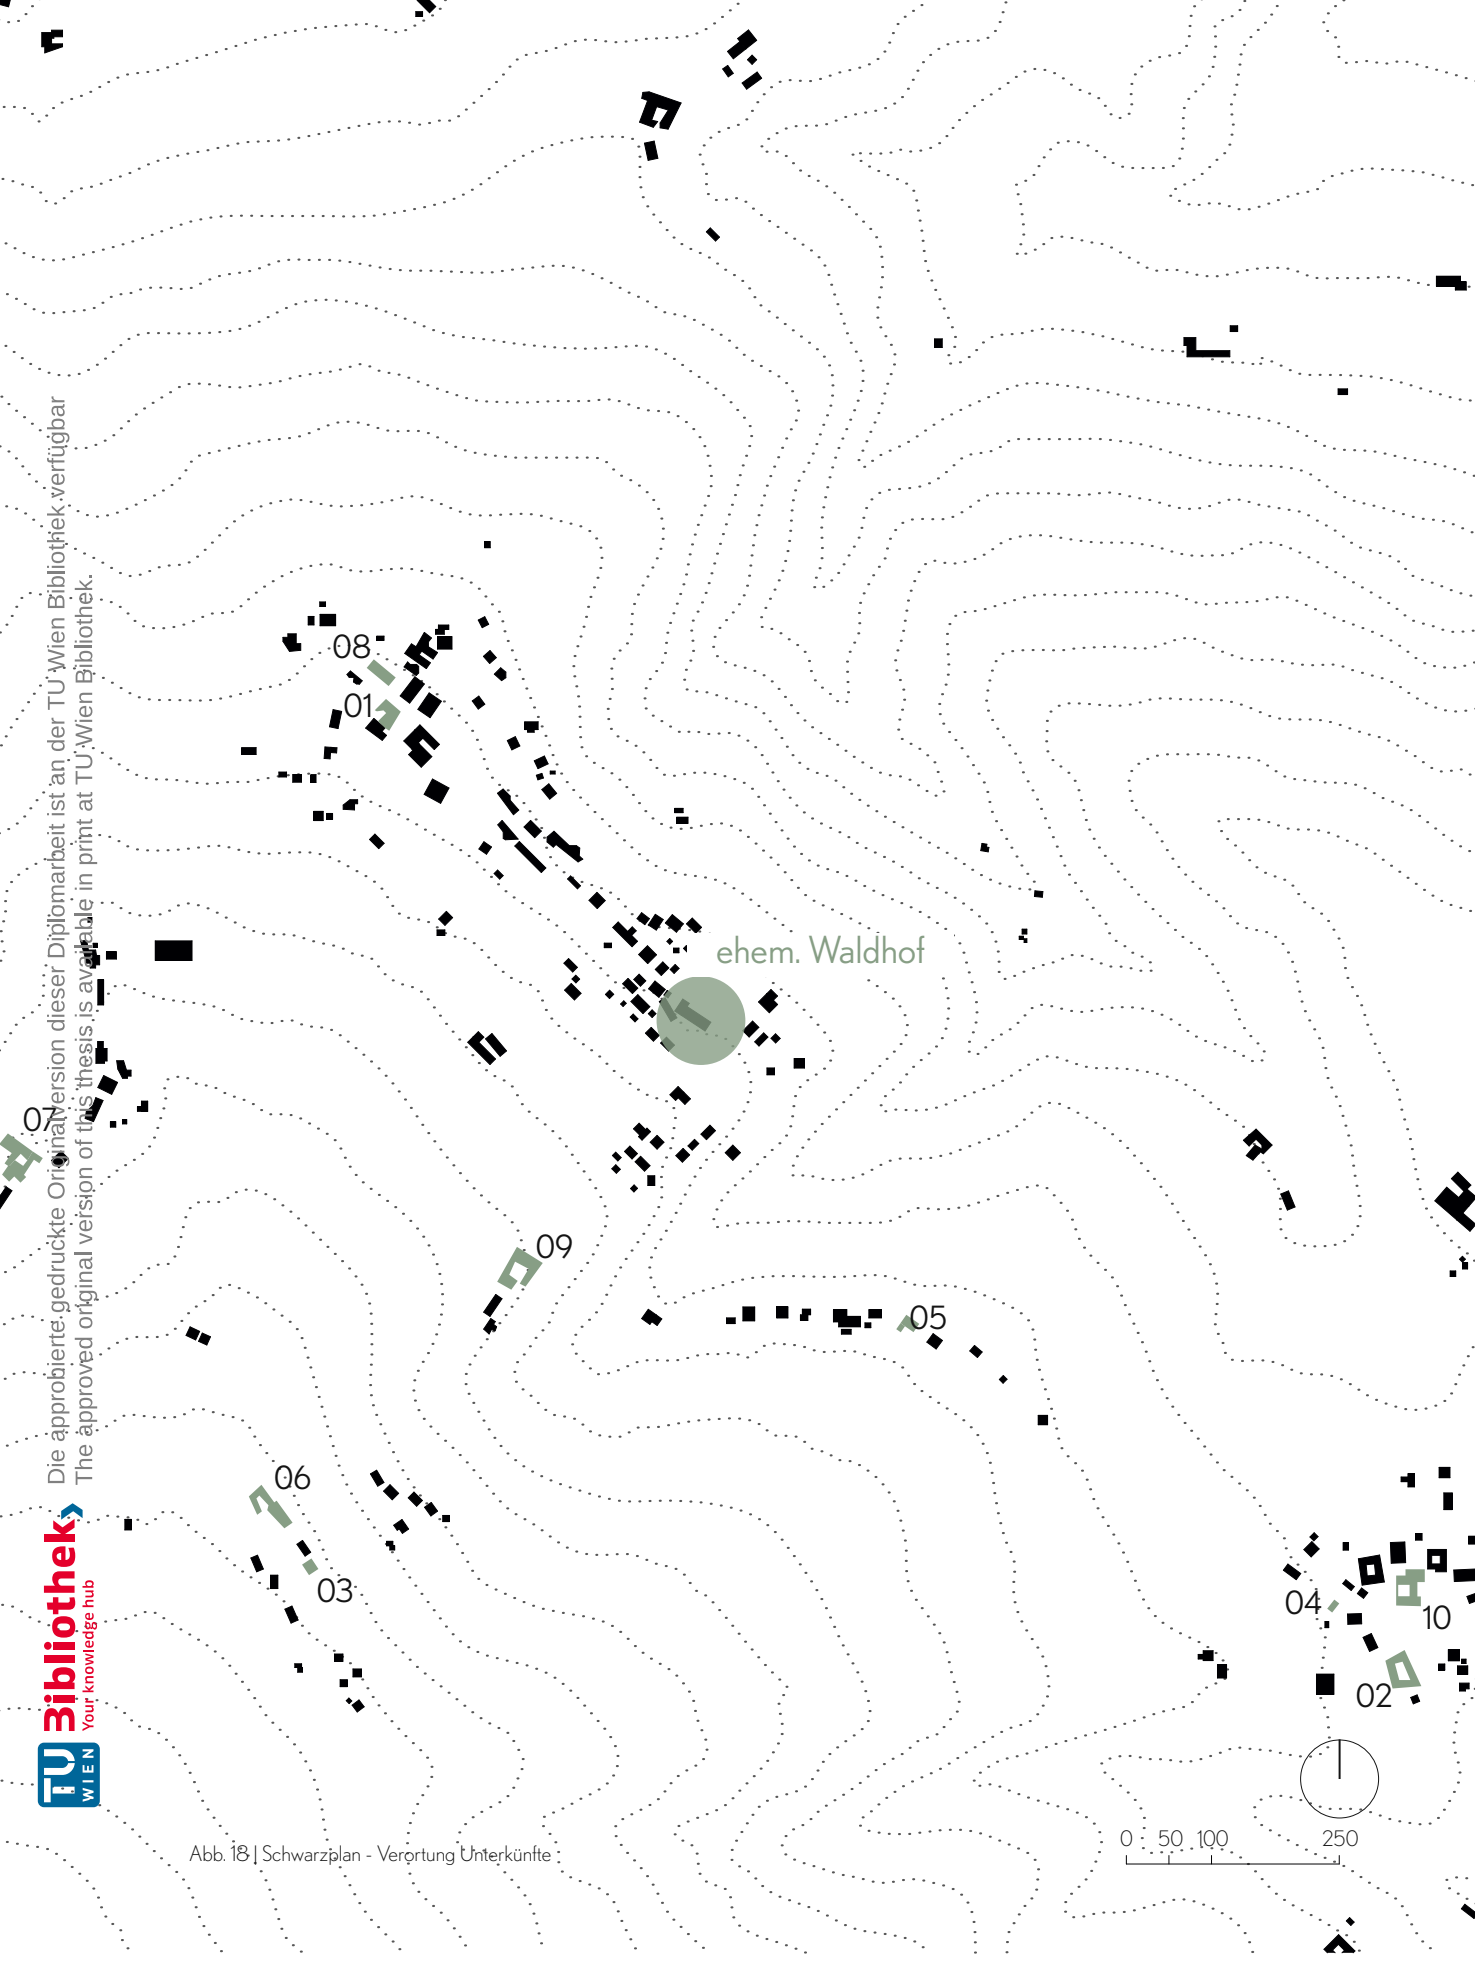 08
01
ehem. Waldhof
07
09
05
06
03
04
10
02
0 50 100 250
Abb. 18 | Schwarzplan - Verortung Unterkünfte
Die approbierte gedruckte Originalversion dieser Diplomarbeit ist an der TU Wien Bibliothek verfügbar
The approved original version of this thesis is available in print at TU Wien Bibliothek.
TU WIEN
Bibliothek
Your knowledge hub